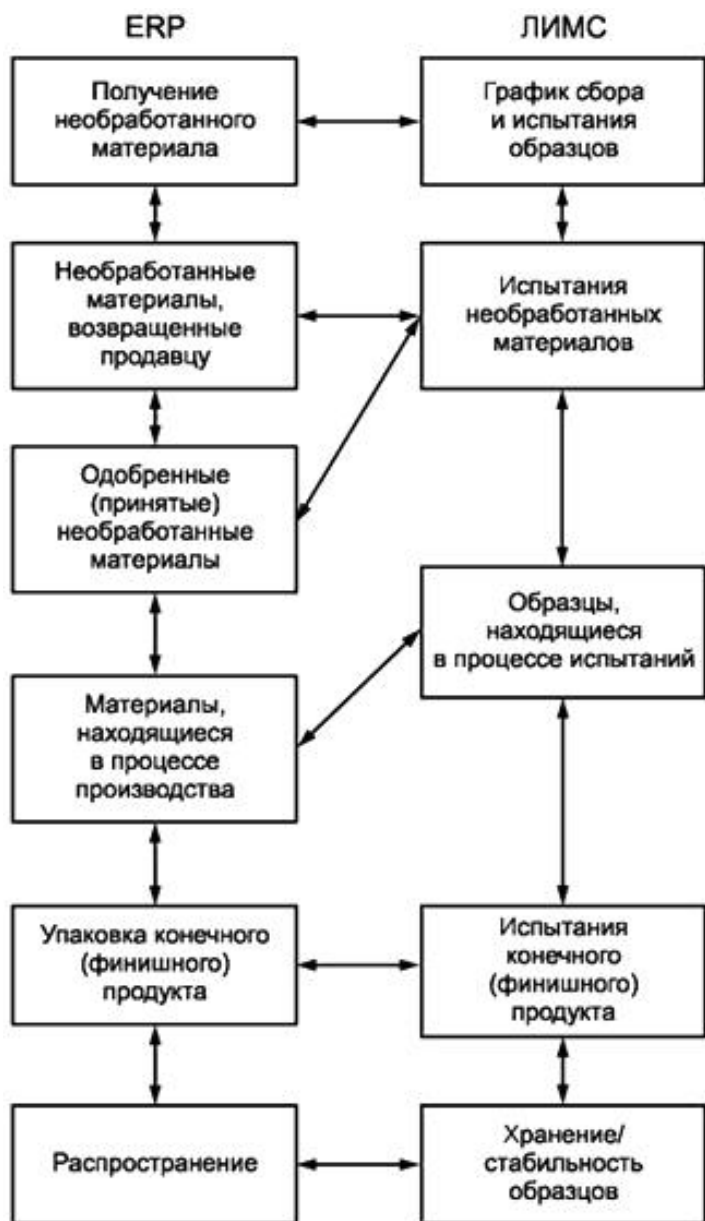 ERP
ЛИМС
Получение
необработанного
материала
График сбора
и испытания
образцов
Необработанные
материалы,
возвращенные
продавцу
Испытания
необработанных
материалов
Одобренные
(принятые)
необработанные
материалы
Образцы,
находящиеся
в процессе испытаний
Материалы,
находящиеся
в процессе
производства
Упаковка конечного
(финишного)
продукта
Испытания
конечного
(финишного)
продукта
Распространение
Хранение/
стабильность
образцов